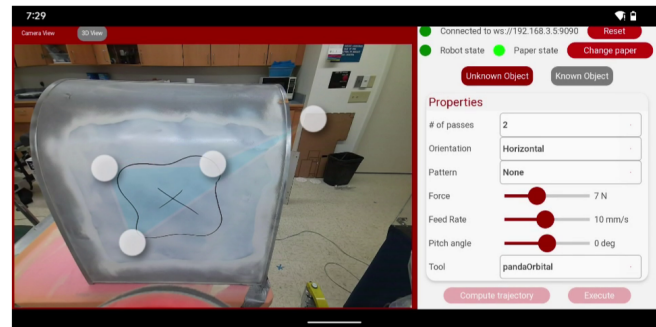 7:29
Camera View
3D View
Connected to ws://192.168.3.5:9090
Reset
Robot state
Paper state
Change paper
Unknown Object
Known Object
Properties
# of passes
2
Orientation
Horizontal
Pattern
None
Force
7 N
Feed Rate
10 mm/s
Pitch angle
0 deg
Tool
pandaOrbital
Compute trajectory
Execute